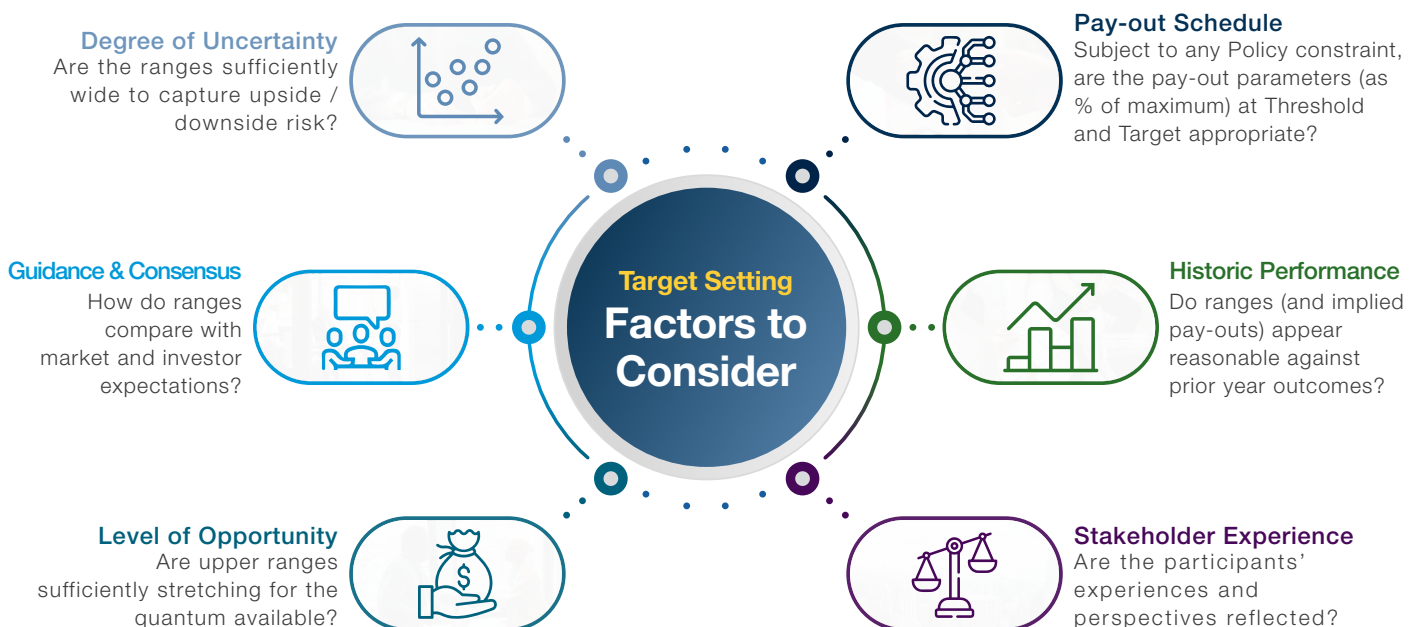 Degree of Uncertainty
Are the ranges sufficiently
wide to capture upside /
downside risk?
Pay-out Schedule
Subject to any Policy constraint,
are the pay-out parameters (as
% of maximum) at Threshold
and Target appropriate?
Guidance & Consensus
How do ranges
compare with
market and investor
expectations?
Target Setting
Factors to
Consider
Historic Performance
Do ranges (and implied
pay-outs) appear
reasonable against
prior year outcomes?
Level of Opportunity
Are upper ranges
sufficiently stretching for the
quantum available?
$
Stakeholder Experience
Are the participants’
experiences and
perspectives reflected?